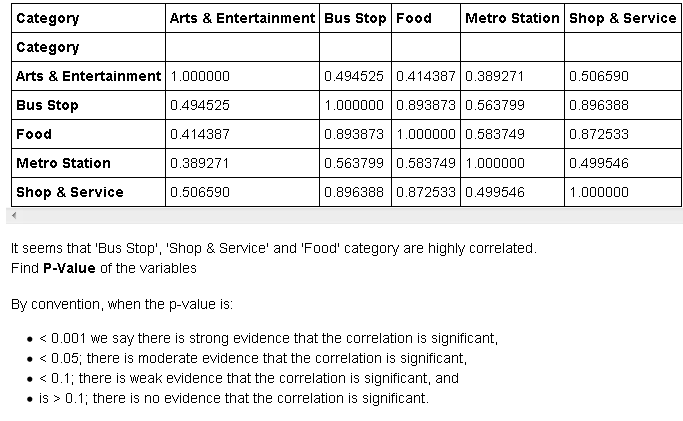 Category Arts & Entertainment Bus Stop Food Metro Station Shop & Service
Category
Arts & Entertainment 1.000000 0.494525 0.414387 0.389271 0.506590
Bus Stop 0.494525 1.000000 0.893873 0.563799 0.896388
Food 0.414387 0.893873 1.000000 0.583749 0.872533
Metro Station 0.389271 0.563799 0.583749 1.000000 0.499546
Shop & Service 0.506590 0.896388 0.872533 0.499546 1.000000
It seems that 'Bus Stop', 'Shop & Service' and 'Food' category are highly correlated.
Find P-Value of the variables
By convention, when the p-value is:
• < 0.001 we say there is strong evidence that the correlation is significant,
• < 0.05; there is moderate evidence that the correlation is significant,
• < 0.1; there is weak evidence that the correlation is significant, and
• is > 0.1; there is no evidence that the correlation is significant.